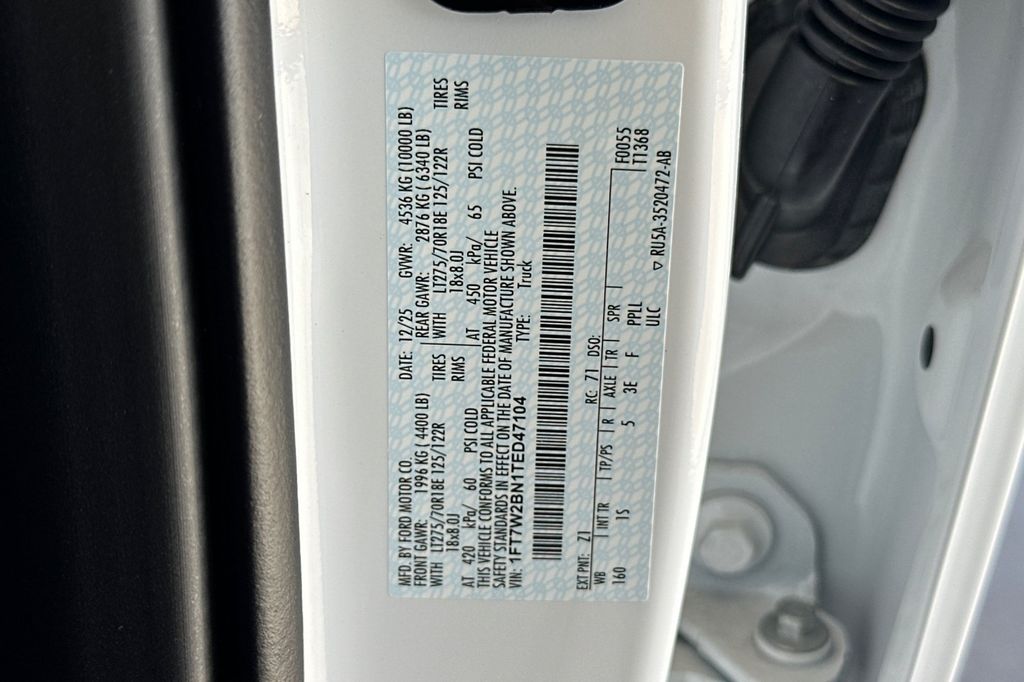 MFD. BY FORD MOTOR CO. DATE: 12/25 GVWR: 4536 KG (10000 LB)
FRONT GAWR: 1996 KG ( 4400 LB) REAR GAWR: 2876 KG ( 6340 LB)
WITH LT275/70R18E 125/122R TIRES WITH LT275/70R18E 125/122R TIRES
18x8.0J RIMS 18x8.0J RIMS
AT 420 kPa/ 60 PSI COLD AT 450 kPa/ 65 PSI COLD
THIS VEHICLE CONFORMS TO ALL APPLICABLE FEDERAL MOTOR VEHICLE
SAFETY STANDARDS IN EFFECT ON THE DATE OF MANUFACTURE SHOWN ABOVE.
VIN: 1FT7W2BN1TED47104 TYPE: Truck
EXT PNT: Z1 RC: 71 DSO: F0055
WB INT TR TP/PS R AXLE TR SPR T1368
160 1S 5 3E F PPLL
ULC
▽ RU5A-3520472-AB